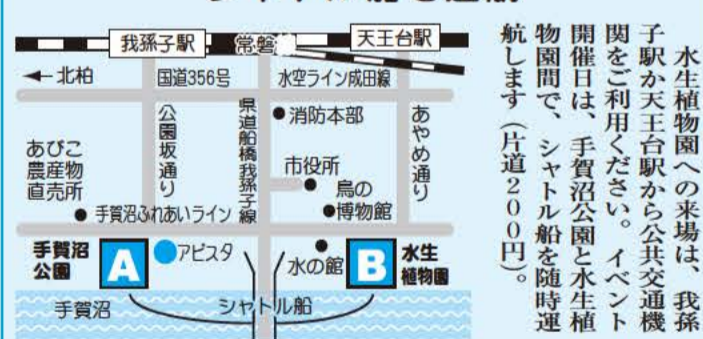 水生植物園への来場は、我孫
子駅か天王台駅から公共交通機
関をご利用ください。イベント
開催日は、手賀沼公園と水生植
物園間で、シャトル船を随時運
航します（片道200円）。
我孫子駅
常磐線
天王台駅
←北柏
国道356号
水空ライン成田線
公園坂通り
県道船橋我孫子線
●消防本部
あやめ通り
あびこ
農産物
直売所
市役所
鳥の
●博物館
手賀沼ふれあいライン
手賀沼
公園
A
アビスタ
水の館
B
水生
植物園
手賀沼
シャトル船